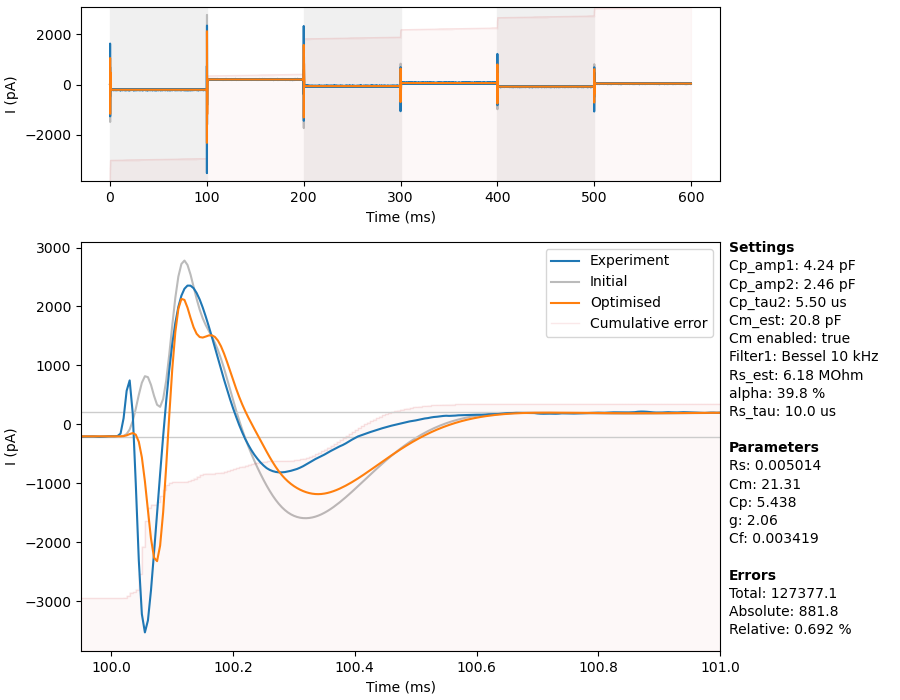 2000
0
−2000
I (pA)
0 100 200 300 400 500 600
Time (ms)
3000
2000
1000
0
−1000
−2000
−3000
I (pA)
100.0 100.2 100.4 100.6 100.8 101.0
Time (ms)
Experiment
Initial
Optimised
Cumulative error
Settings
Cp_amp1: 4.24 pF
Cp_amp2: 2.46 pF
Cp_tau2: 5.50 us
Cm_est: 20.8 pF
Cm enabled: true
Filter1: Bessel 10 kHz
Rs_est: 6.18 MOhm
alpha: 39.8 %
Rs_tau: 10.0 us
Parameters
Rs: 0.005014
Cm: 21.31
Cp: 5.438
g: 2.06
Cf: 0.003419
Errors
Total: 127377.1
Absolute: 881.8
Relative: 0.692 %